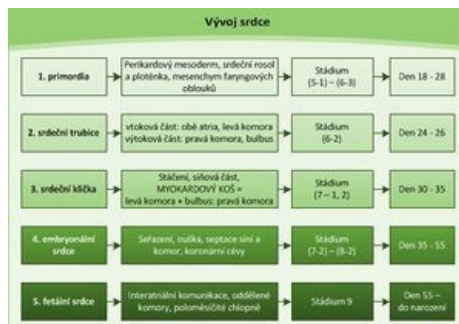 Vývoj srdce
1. primordia
Perikardový mesoderm, srdeční rosol
a ploténka, mesenchym faryngových
oblouků
Stádium
(5-1) – (6-3)
Den 18 - 28
2. srdeční trubice
vtoková část: obě atria, levá komora
výtoková část: pravá komora, bulbus
Stádium
(6-2)
Den 24 - 26
3. srdeční klička
Stáčení, síňová část,
MYOKARDOVÝ KOŠ =
levá komora + bulbus: pravá komora
Stádium
(7 – 1, 2)
Den 30 - 35
4. embryonální
srdce
Seřazení, ouška, septace síní a
komor, koronární cévy
Stádium
(7-2) – (8-2)
Den 35 - 55
5. fetální srdce
Interatriální komunikace, oddělené
komory, poloměsíčité chlopně
Stádium 9
Den 55 –
do narození